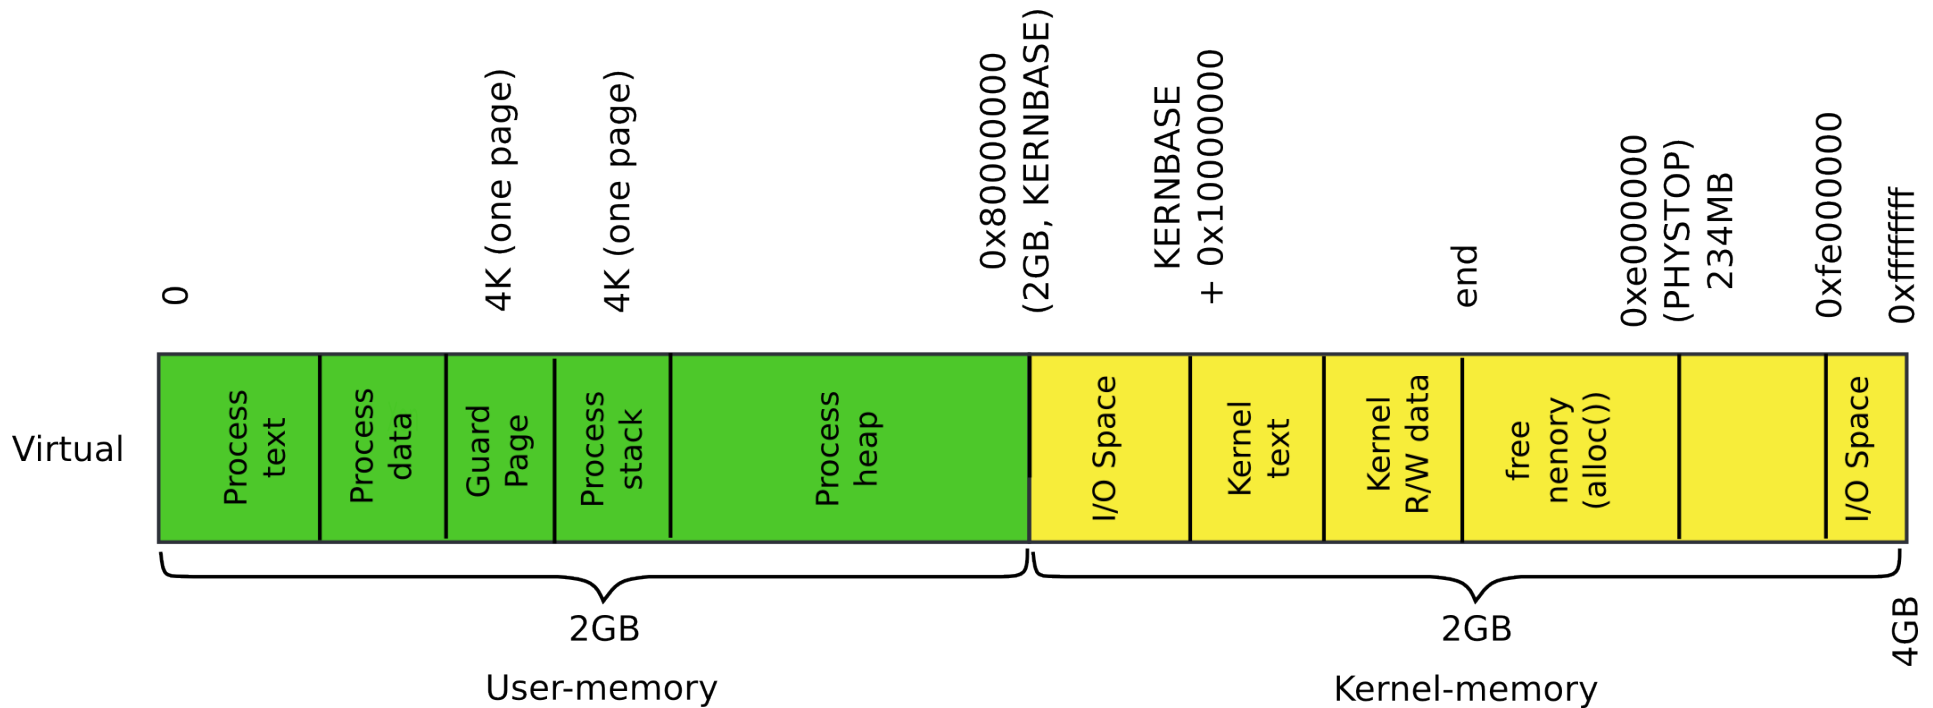 0
4K (one page)
4K (one page)
0x80000000
(2GB, KERNBASE)
KERNBASE
+ 0x10000000
end
0xe000000
(PHYSTOP)
234MB
0xfe000000
0xffffffff
Virtual
Process
text
Process
data
Guard
Page
Process
stack
Process
heap
I/O Space
Kernel
text
Kernel
R/W data
free
nenory
(alloc())
I/O Space
2GB
2GB
4GB
User-memory
Kernel-memory